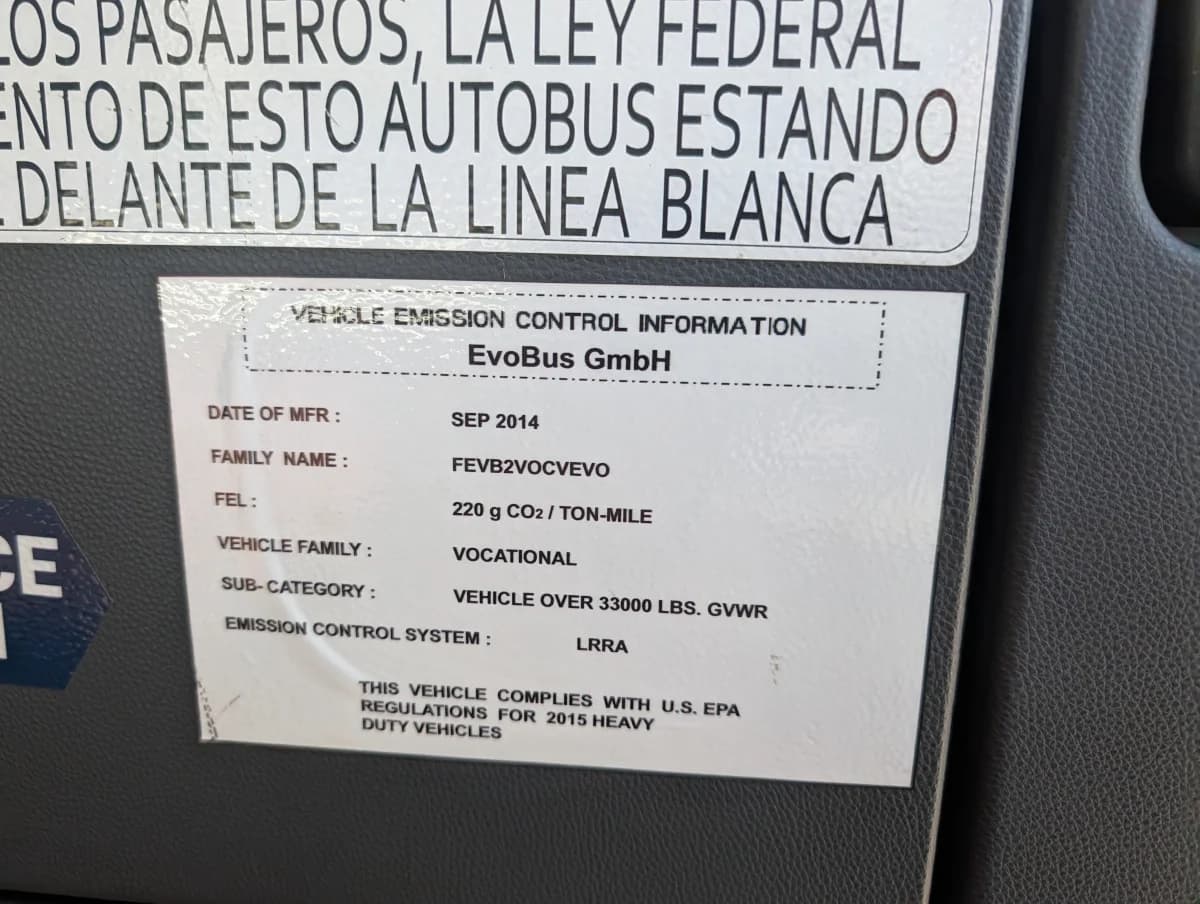 LOS PASAJEROS, LA LEY FEDERAL
ENTO DE ESTO AUTOBUS ESTANDO
DELANTE DE LA LINEA BLANCA
VEHICLE EMISSION CONTROL INFORMATION
EvoBus GmbH
DATE OF MFR : SEP 2014
FAMILY NAME : FEVB2VOCVEVO
FEL : 220 g CO2 / TON-MILE
VEHICLE FAMILY : VOCATIONAL
SUB- CATEGORY : VEHICLE OVER 33000 LBS. GVWR
EMISSION CONTROL SYSTEM : LRRA
THIS VEHICLE COMPLIES WITH U.S. EPA
REGULATIONS FOR 2015 HEAVY
DUTY VEHICLES
CE